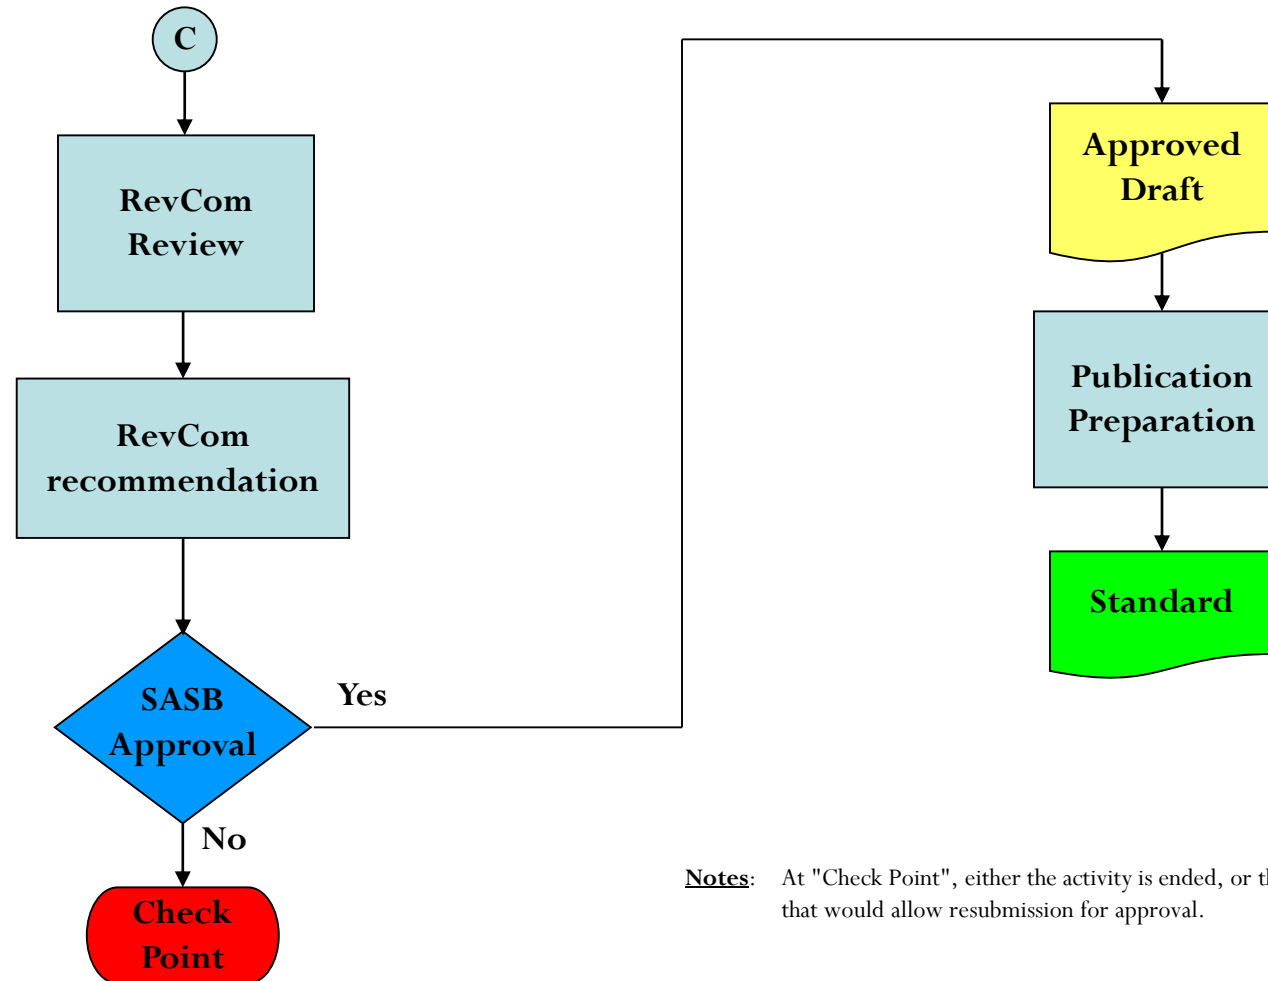 C
RevCom
Review
RevCom
recommendation
SASB
Approval
Yes
No
Check
Point
Approved
Draft
Publication
Preparation
Standard
Notes: At "Check Point", either the activity is ended, or
that would allow resubmission for approval.